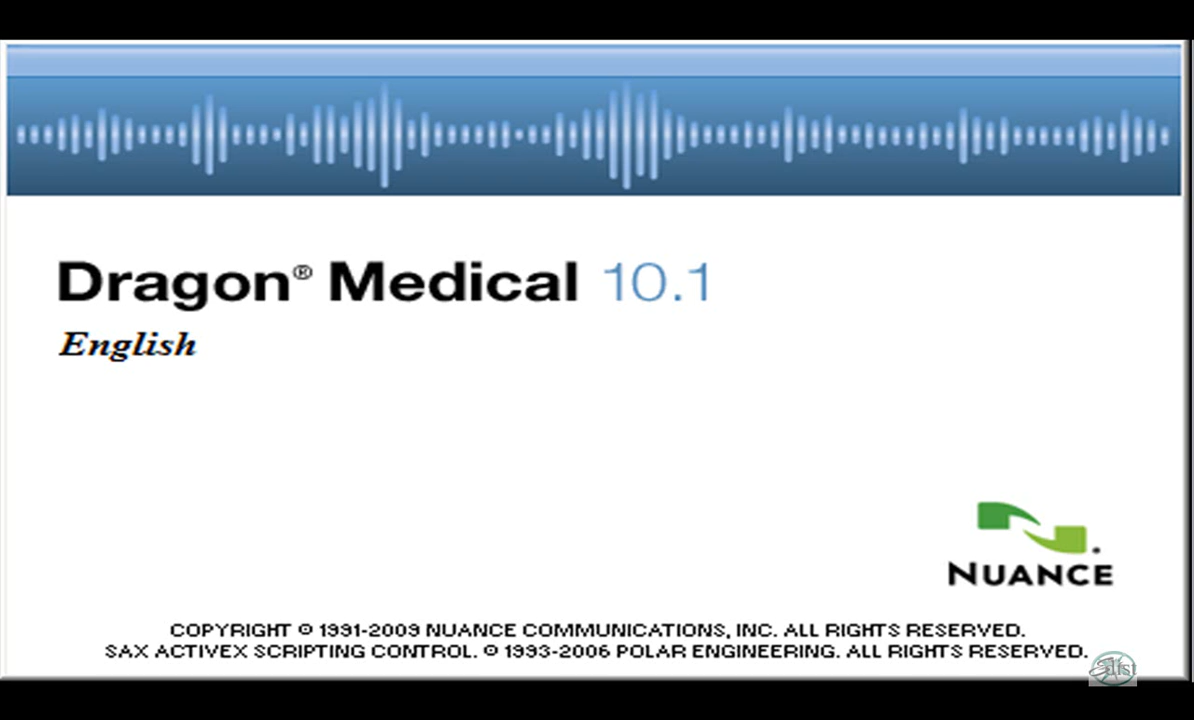 Dragon® Medical 10.1
English
NUANCE
COPYRIGHT © 1991-2009 NUANCE COMMUNICATIONS, INC. ALL RIGHTS RESERVED.
SAX ACTIVEX SCRIPTING CONTROL. © 1993-2006 POLAR ENGINEERING. ALL RIGHTS RESERVED.